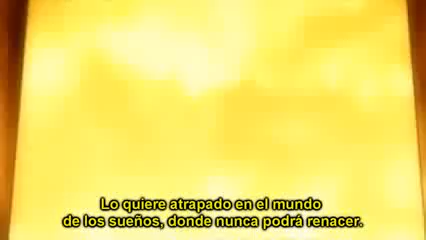 Lo quiere atrapado en el mundo
de los sueños, donde nunca podrá renacer.